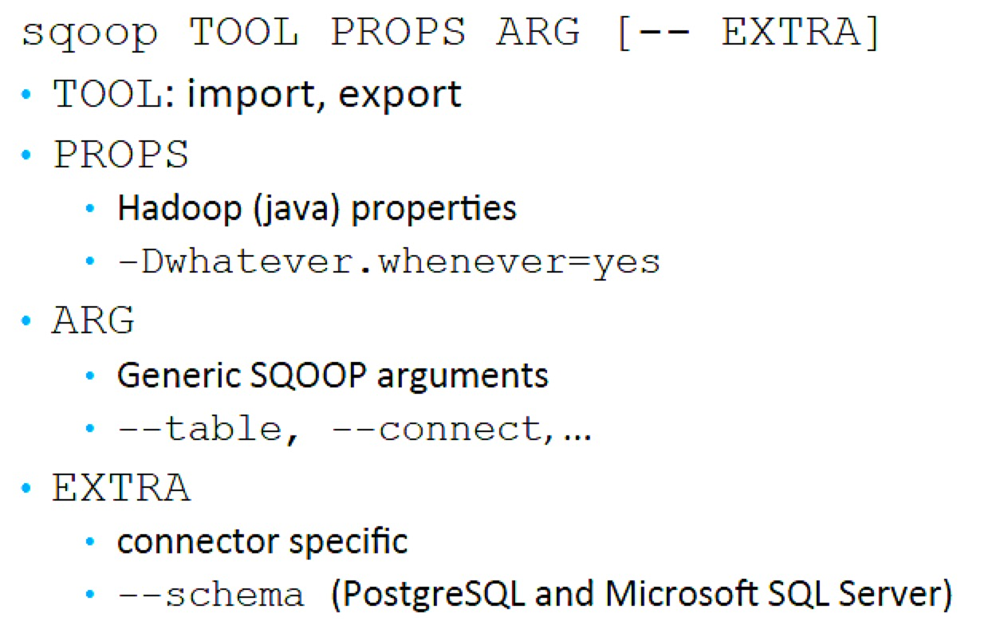 sqoop TOOL PROPS ARG [-- EXTRA]
• TOOL: import, export
• PROPS
• Hadoop (java) properties
• -Dwhatever.whenever=yes
• ARG
• Generic SQOOP arguments
• --table, --connect, ...
• EXTRA
• connector specific
• --schema (PostgreSQL and Microsoft SQL Server)